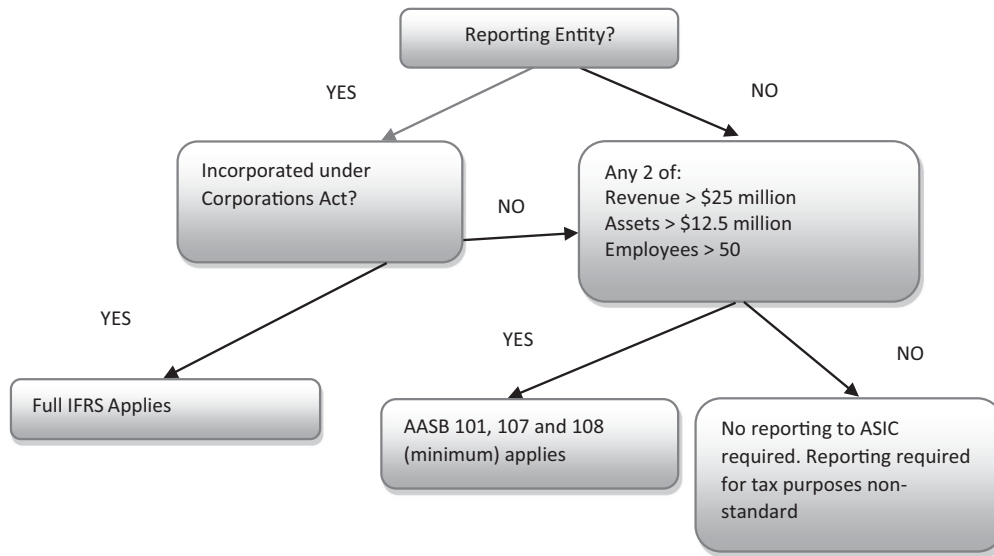 Reporting Entity?
YES
NO
Incorporated under
Corporations Act?
NO
Any 2 of:
Revenue > $25 million
Assets > $12.5 million
Employees > 50
YES
YES
NO
Full IFRS Applies
AASB 101, 107 and 108
(minimum) applies
No reporting to ASIC
required. Reporting required
for tax purposes non-
standard